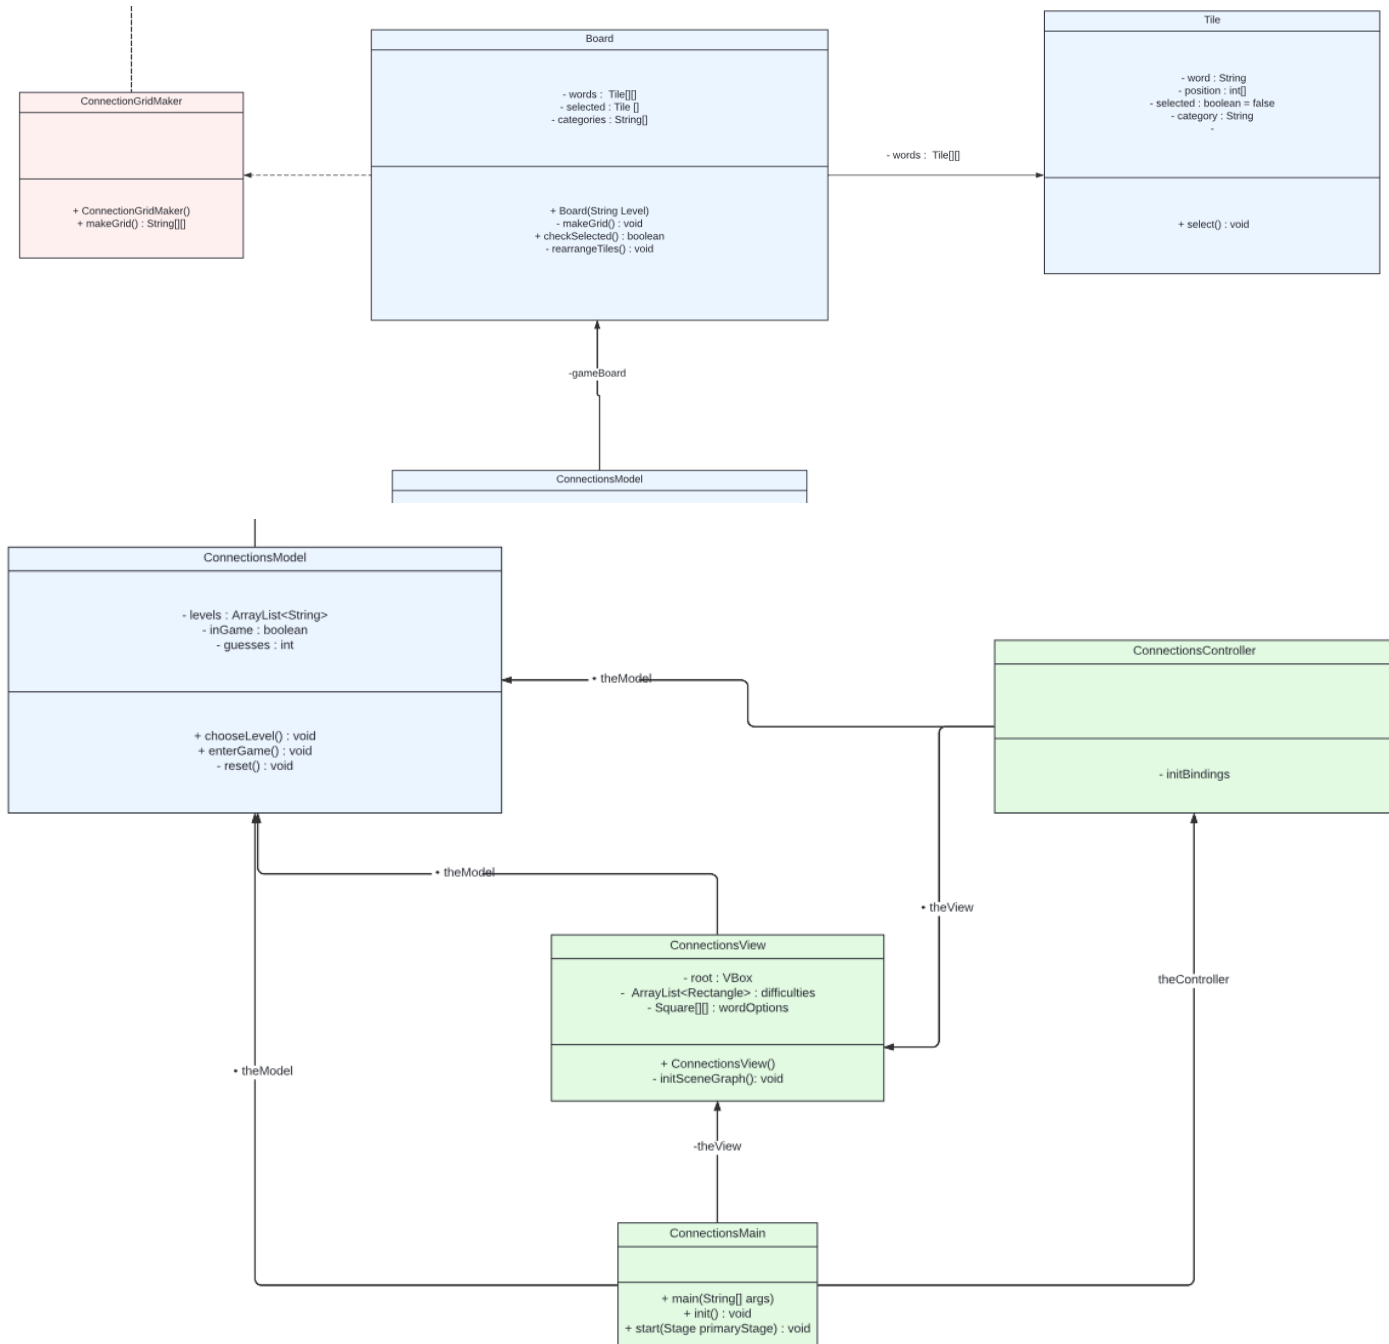 Tile
- word : String
- position : int[]
- selected : boolean = false
- category : String
-
+ select() : void
Board
- words :  Tile[][]
- selected : Tile []
- categories : String[]
+ Board(String Level)
- makeGrid() : void
+ checkSelected() : boolean
- rearrangeTiles() : void
ConnectionGridMaker
+ ConnectionGridMaker()
+ makeGrid() : String[][]
- words :  Tile[][]
-gameBoard
ConnectionsModel
ConnectionsModel
- levels : ArrayList<String>
- inGame : boolean
- guesses : int
+ chooseLevel() : void
+ enterGame() : void
- reset() : void
• theModel
ConnectionsController
- initBindings
• theModel
• theView
ConnectionsView
- root : VBox
-  ArrayList<Rectangle> : difficulties
- Square[][] : wordOptions
+ ConnectionsView()
- initSceneGraph(): void
theController
• theModel
-theView
ConnectionsMain
+ main(String[] args)
+ init() : void
+ start(Stage primaryStage) : void